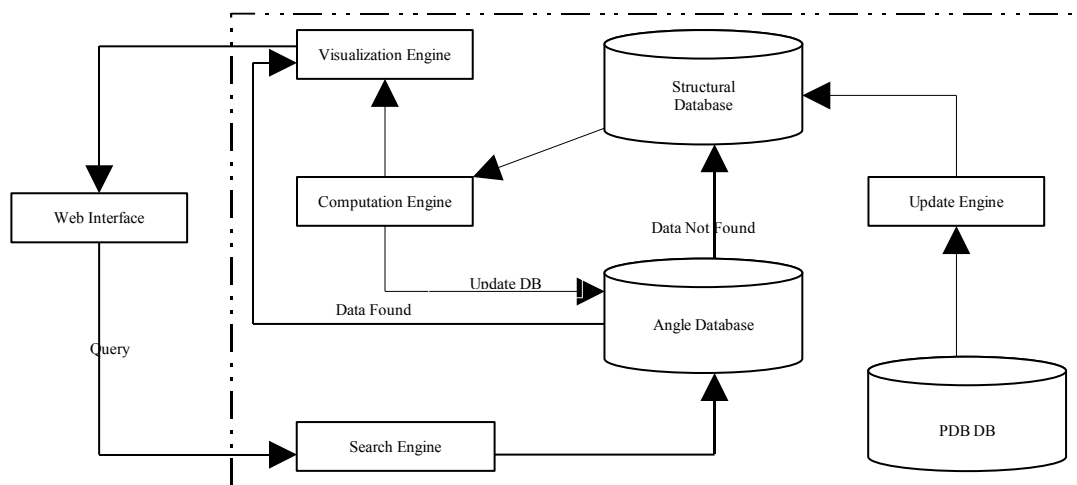 Visualization Engine
Structural
Database
Web Interface
Computation Engine
Update Engine
Data Not Found
Update DB
Data Found
Angle Database
Query
Search Engine
PDB DB